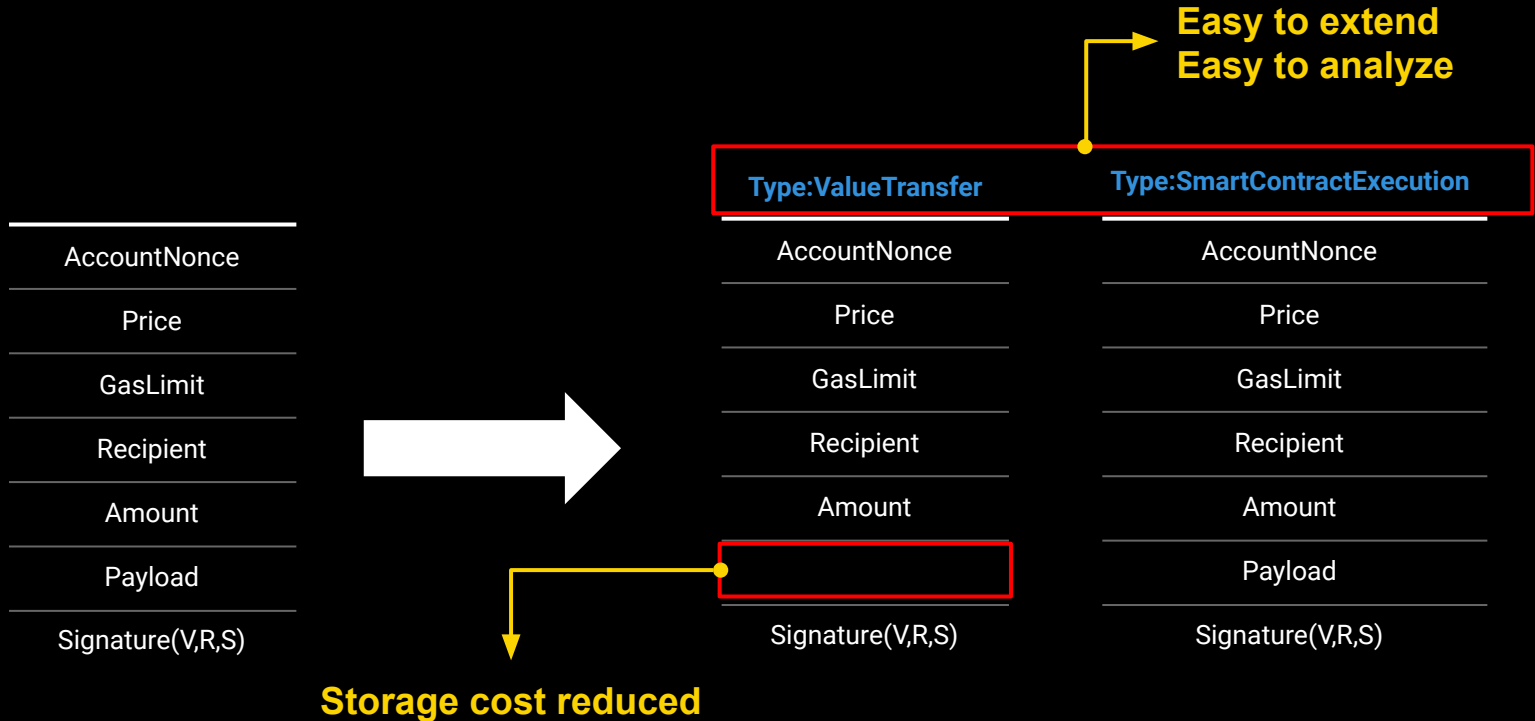 Easy to extend
Easy to analyze
Type:ValueTransfer
Type:SmartContractExecution
AccountNonce
Price
GasLimit
Recipient
Amount
Payload
Signature(V,R,S)
AccountNonce
Price
GasLimit
Recipient
Amount
Signature(V,R,S)
AccountNonce
Price
GasLimit
Recipient
Amount
Payload
Signature(V,R,S)
Storage cost reduced